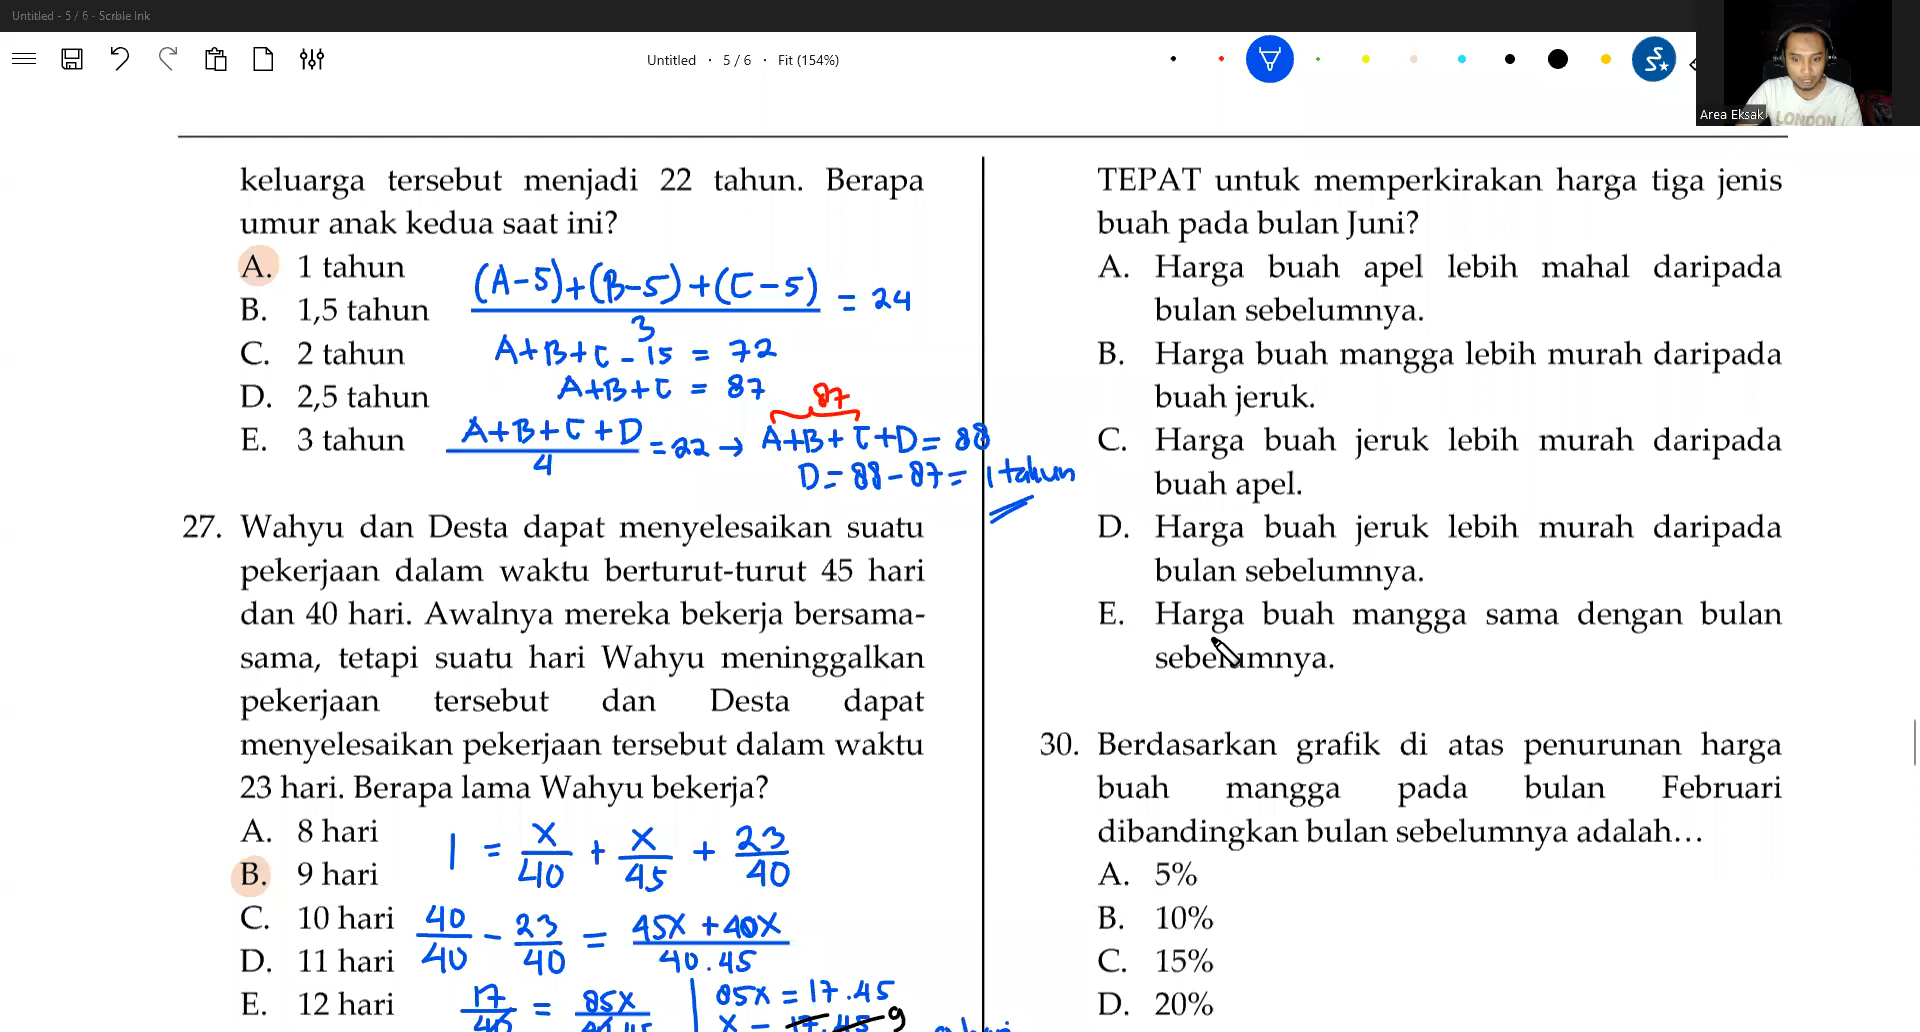 Untitled - 5 / 6 - Scrble Ink
Untitled · 5 / 6 · Fit (154%)
Area Eksak
LONDON
keluarga tersebut menjadi 22 tahun. Berapa
umur anak kedua saat ini?
A. 1 tahun
B. 1,5 tahun
C. 2 tahun
D. 2,5 tahun
E. 3 tahun
(A-5)+(B-5)+(C-5)
3
= 24
A+B+C - 15 = 72
A+B+C = 87
A+B+C+D
4
= 22 → A+B+C+D = 88
87
D = 88 - 87 = 1 tahun
27. Wahyu dan Desta dapat menyelesaikan suatu
pekerjaan dalam waktu berturut-turut 45 hari
dan 40 hari. Awalnya mereka bekerja bersama-
sama, tetapi suatu hari Wahyu meninggalkan
pekerjaan tersebut dan Desta dapat
menyelesaikan pekerjaan tersebut dalam waktu
23 hari. Berapa lama Wahyu bekerja?
A. 8 hari
B. 9 hari
C. 10 hari
D. 11 hari
E. 12 hari
1 = x/40 + x/45 + 23/40
40/40 - 23/40 = 45x + 40x / 40.45
17/40 = 85x
85x = 17.45
x = 17.45 9
TEPAT untuk memperkirakan harga tiga jenis
buah pada bulan Juni?
A. Harga buah apel lebih mahal daripada
bulan sebelumnya.
B. Harga buah mangga lebih murah daripada
buah jeruk.
C. Harga buah jeruk lebih murah daripada
buah apel.
D. Harga buah jeruk lebih murah daripada
bulan sebelumnya.
E. Harga buah mangga sama dengan bulan
sebelumnya.
30. Berdasarkan grafik di atas penurunan harga
buah mangga pada bulan Februari
dibandingkan bulan sebelumnya adalah…
A. 5%
B. 10%
C. 15%
D. 20%